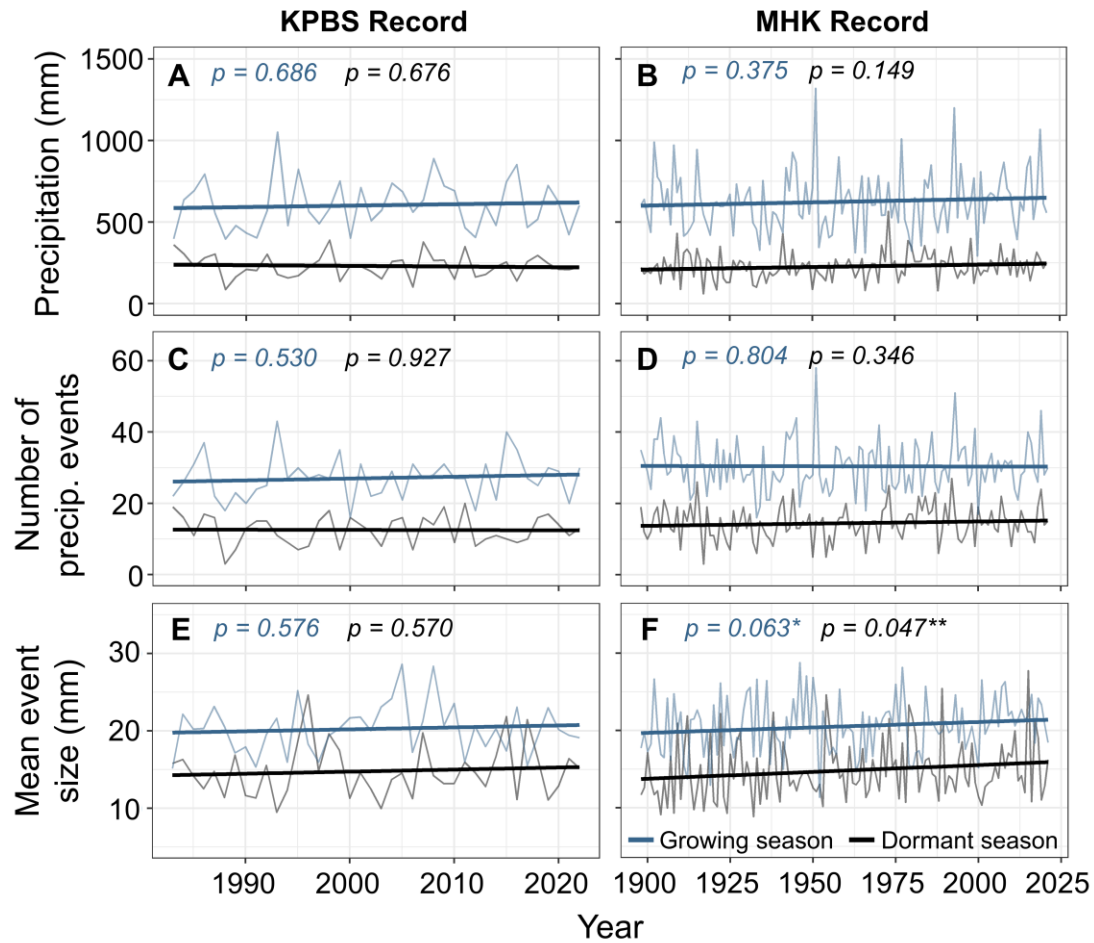 KPBS Record
MHK Record
Precipitation (mm)
1500
1000
500
0
A p = 0.686 p = 0.676
B p = 0.375 p = 0.149
Number of
precip. events
60
40
20
0
C p = 0.530 p = 0.927
D p = 0.804 p = 0.346
Mean event
size (mm)
30
20
10
E p = 0.576 p = 0.570
F p = 0.063* p = 0.047**
Growing season Dormant season
1990 2000 2010 2020
1900 1925 1950 1975 2000 2025
Year